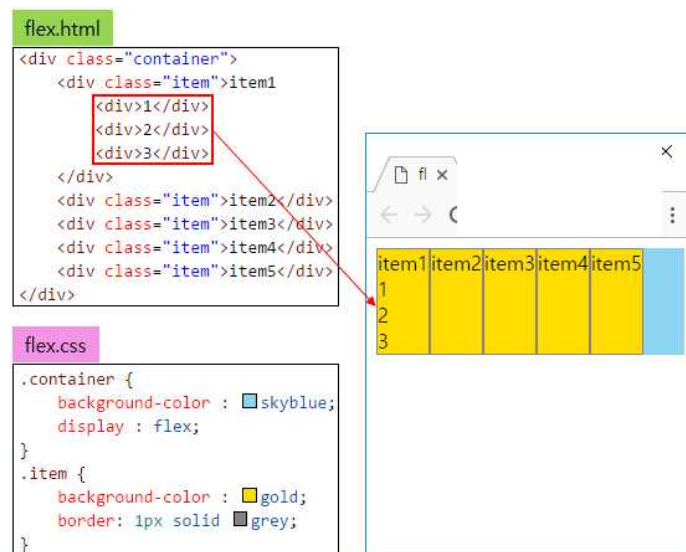 flex.html
<div class="container">
<div class="item">item1
<div>1</div>
<div>2</div>
<div>3</div>
</div>
<div class="item">item2</div>
<div class="item">item3</div>
<div class="item">item4</div>
<div class="item">item5</div>
</div>
flex.css
.container {
background-color : skyblue;
display : flex;
}
.item {
background-color : gold;
border: 1px solid grey;
}
fl
item1 item2 item3 item4 item5
1
2
3